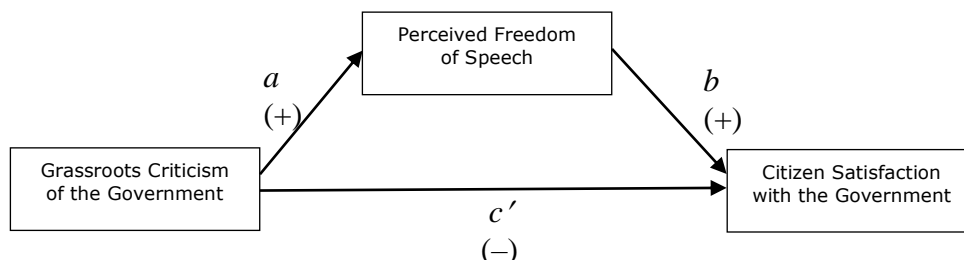 Perceived Freedom
of Speech
a
(+)
b
(+)
Grassroots Criticism
of the Government
Citizen Satisfaction
with the Government
c′
(–)